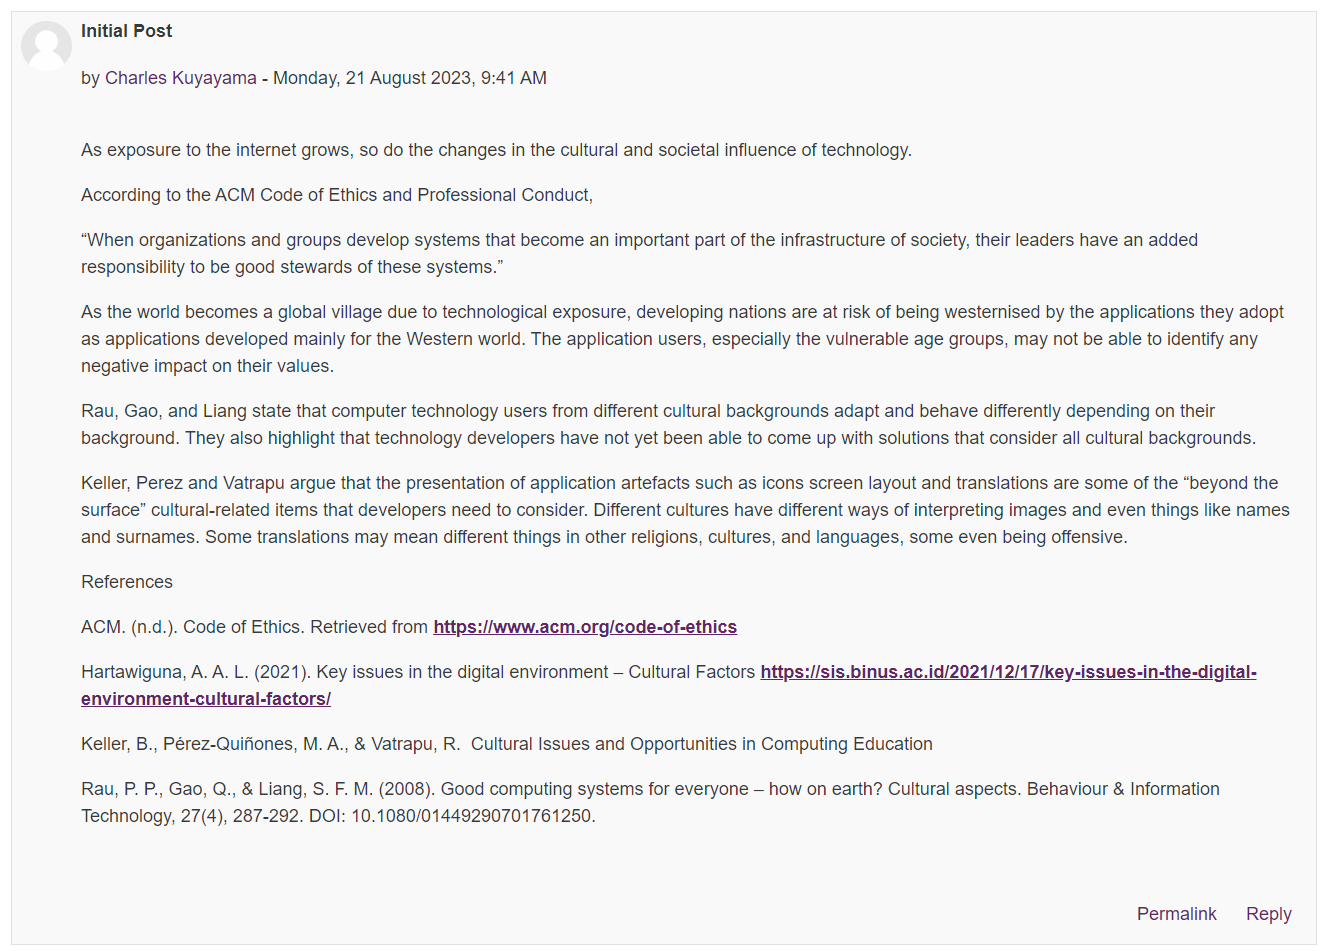 Initial Post
by Charles Kuyayama - Monday, 21 August 2023, 9:41 AM
As exposure to the internet grows, so do the changes in the cultural and societal influence of technology.
According to the ACM Code of Ethics and Professional Conduct,
“When organizations and groups develop systems that become an important part of the infrastructure of society, their leaders have an added
responsibility to be good stewards of these systems.”
As the world becomes a global village due to technological exposure, developing nations are at risk of being westernised by the applications they adopt
as applications developed mainly for the Western world. The application users, especially the vulnerable age groups, may not be able to identify any
negative impact on their values.
Rau, Gao, and Liang state that computer technology users from different cultural backgrounds adapt and behave differently depending on their
background. They also highlight that technology developers have not yet been able to come up with solutions that consider all cultural backgrounds.
Keller, Perez and Vatrapu argue that the presentation of application artefacts such as icons screen layout and translations are some of the “beyond the
surface” cultural-related items that developers need to consider. Different cultures have different ways of interpreting images and even things like names
and surnames. Some translations may mean different things in other religions, cultures, and languages, some even being offensive.
References
ACM. (n.d.). Code of Ethics. Retrieved from https://www.acm.org/code-of-ethics
Hartawiguna, A. A. L. (2021). Key issues in the digital environment – Cultural Factors https://sis.binus.ac.id/2021/12/17/key-issues-in-the-digital-
environment-cultural-factors/
Keller, B., Pérez-Quiñones, M. A., & Vatrapu, R.  Cultural Issues and Opportunities in Computing Education
Rau, P. P., Gao, Q., & Liang, S. F. M. (2008). Good computing systems for everyone – how on earth? Cultural aspects. Behaviour & Information
Technology, 27(4), 287-292. DOI: 10.1080/01449290701761250.
Permalink Reply